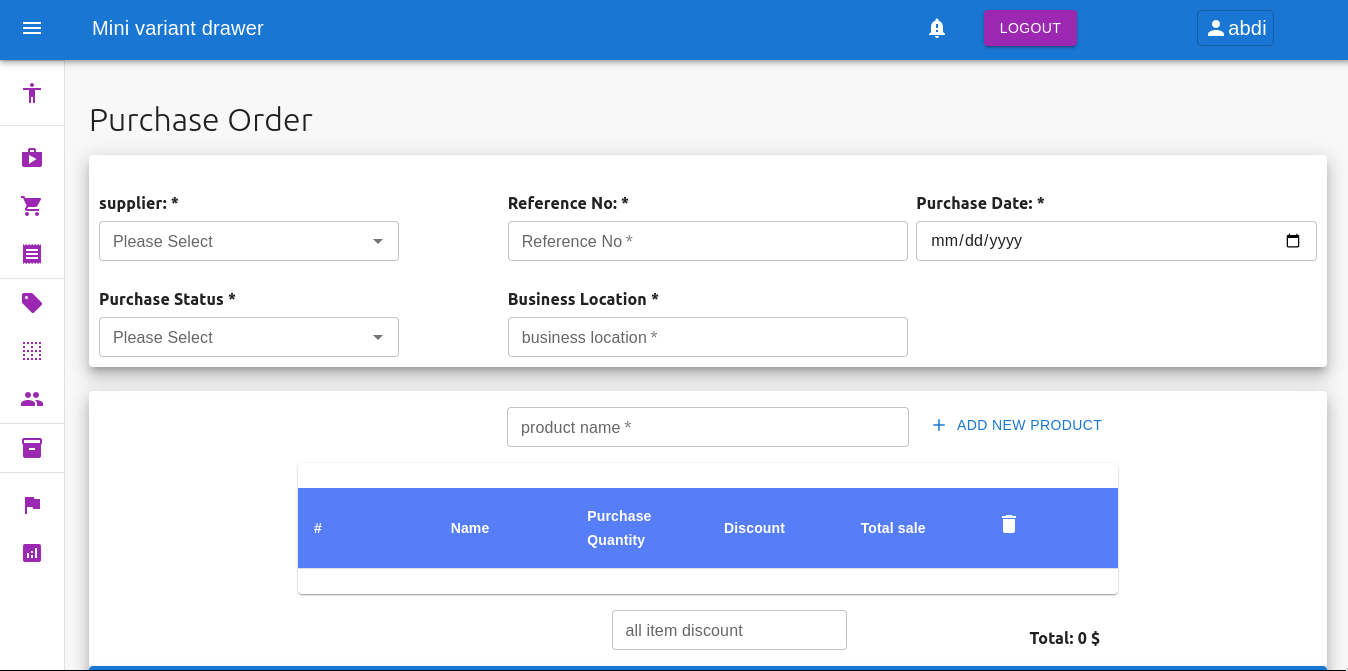 Mini variant drawer
LOGOUT
abdi
Purchase Order
supplier: *
Reference No: *
Purchase Date: *
Please Select
Reference No *
mm/dd/yyyy
Purchase Status *
Business Location *
Please Select
business location *
product name *
ADD NEW PRODUCT
#
Name
Purchase
Quantity
Discount
Total sale
all item discount
Total: 0 $